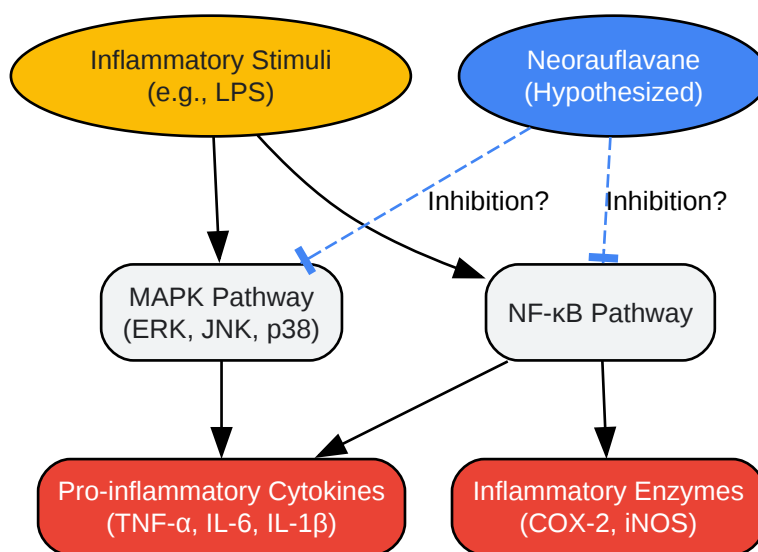 Inflammatory Stimuli
(e.g., LPS)
Neorauflavane
(Hypothesized)
Inhibition?
Inhibition?
MAPK Pathway
(ERK, JNK, p38)
NF-κB Pathway
Pro-inflammatory Cytokines
(TNF-α, IL-6, IL-1β)
Inflammatory Enzymes
(COX-2, iNOS)